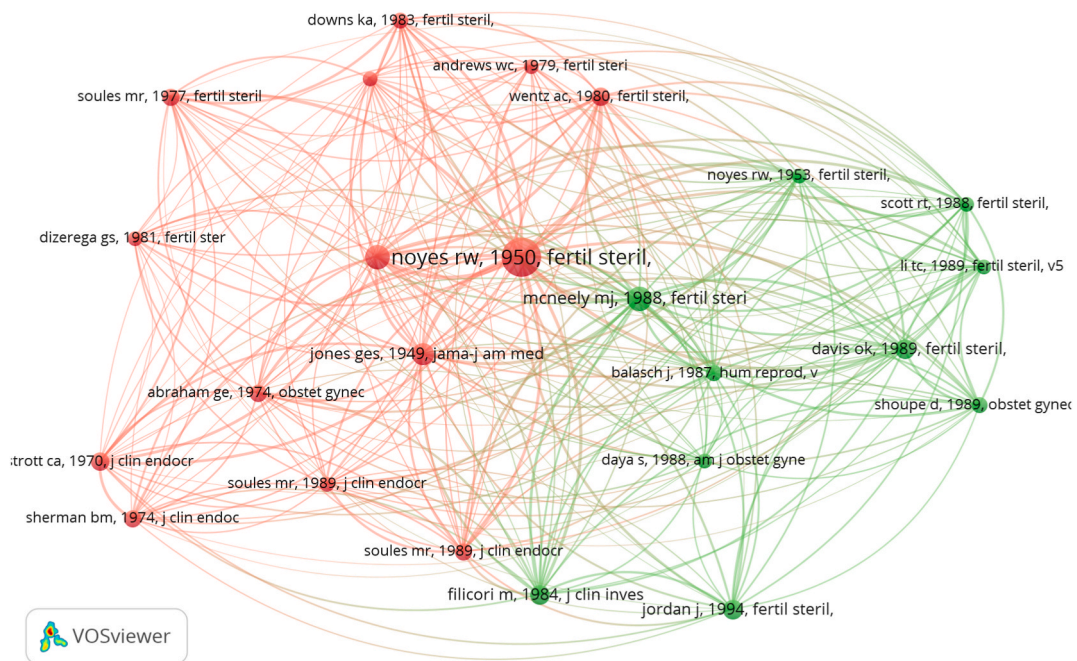 downs ka, 1983, fertil steril,
andrews wc, 1979, fertil steri
soules mr, 1977, fertil steril
wentz ac, 1980, fertil steril,
noyes rw, 1953, fertil steril,
scott rt, 1988, fertil steril,
dizerega gs, 1981, fertil ster
noyes rw, 1950, fertil steril,
li tc, 1989, fertil steril, v5
mcneely mj, 1988, fertil steri
jones ges, 1949, jama-j am med
davis ok, 1989, fertil steril,
balasch j, 1987, hum reprod, v
abraham ge, 1974, obstet gynec
shoupe d, 1989, obstet gynec
strott ca, 1970, j clin endocr
daya s, 1988, am j obstet gyne
soules mr, 1989, j clin endocr
sherman bm, 1974, j clin endoc
soules mr, 1989, j clin endocr
filicori m, 1984, j clin inves
jordan j, 1994, fertil steril,
VOSviewer